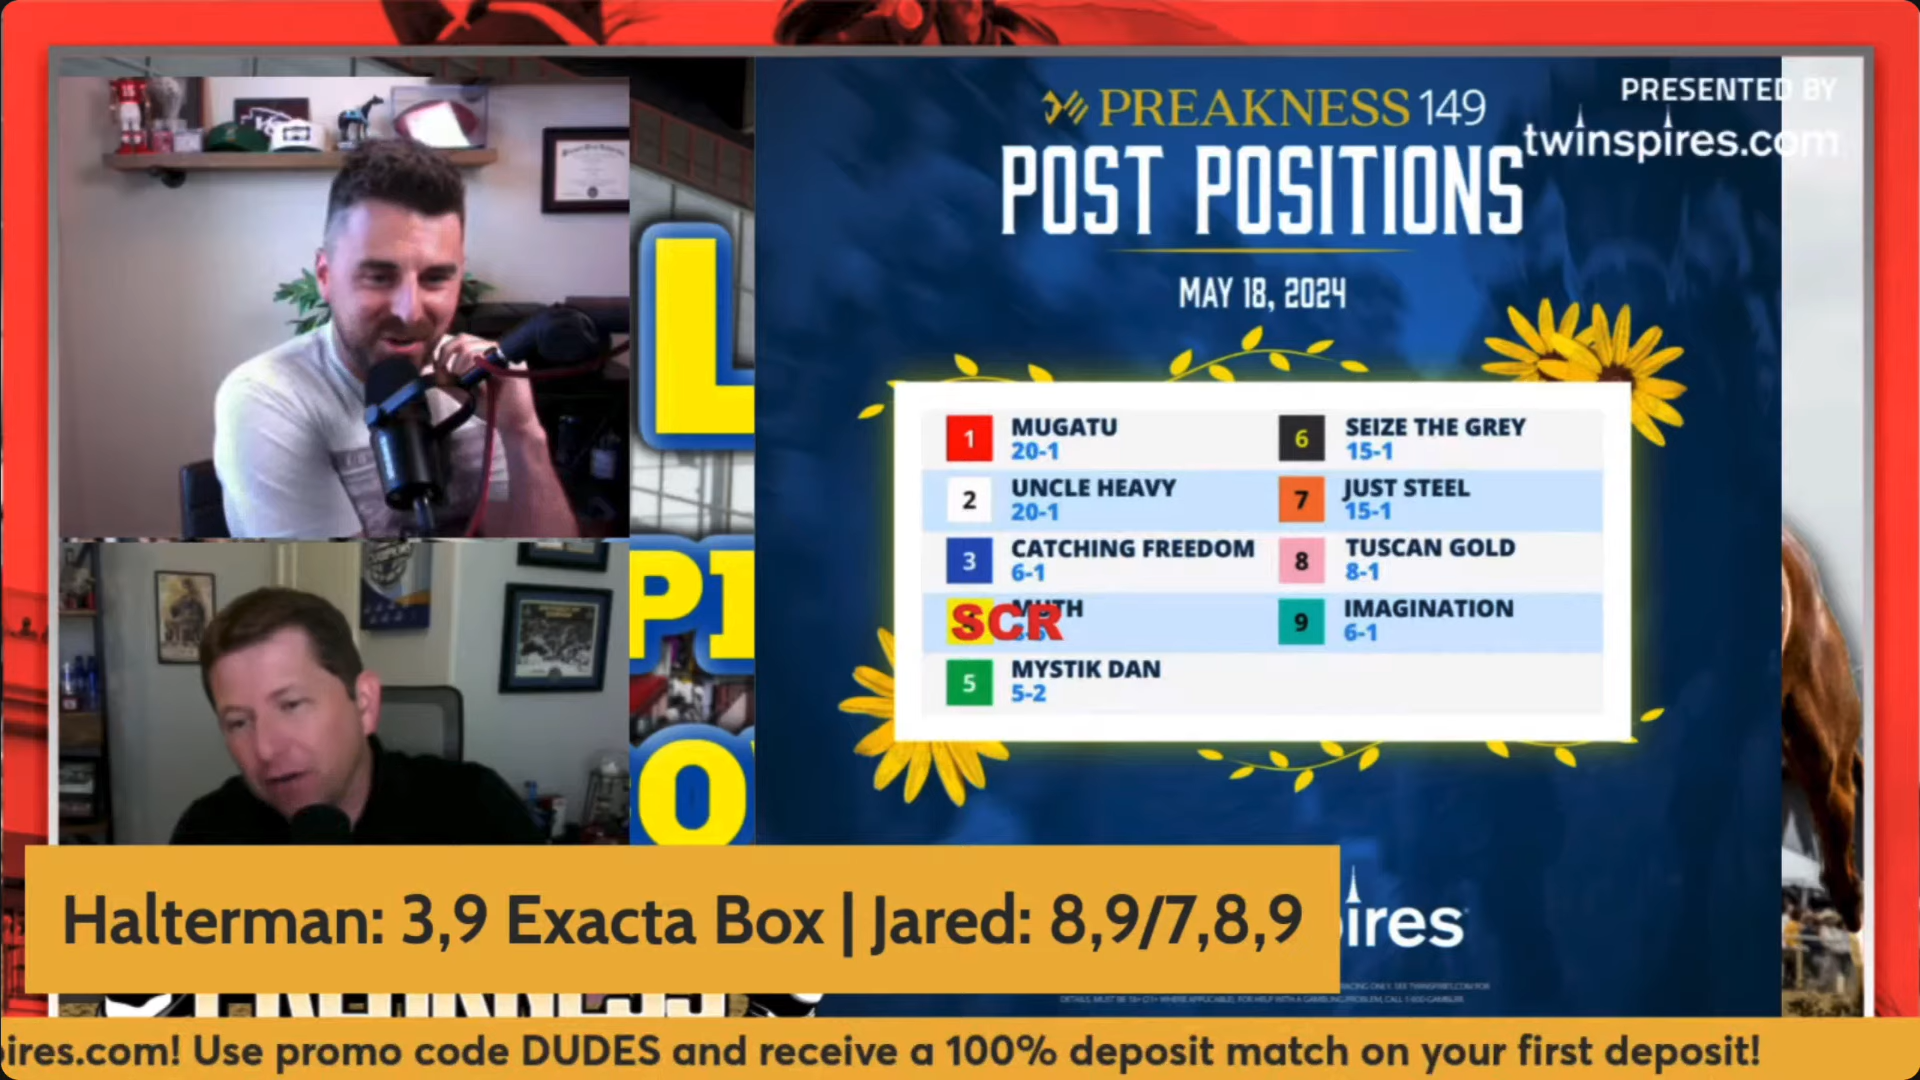 PREAKNESS 149
PRESENTED BY
twinspires.com
POST POSITIONS
MAY 18, 2024
1 MUGATU
20-1
2 UNCLE HEAVY
20-1
3 CATCHING FREEDOM
6-1
SCR MUTH
5 MYSTIK DAN
5-2
6 SEIZE THE GREY
15-1
7 JUST STEEL
15-1
8 TUSCAN GOLD
8-1
9 IMAGINATION
6-1
L
PI
O
Halterman: 3,9 Exacta Box | Jared: 8,9/7,8,9
ires
PREAKNESS
ires.com! Use promo code DUDES and receive a 100% deposit match on your first deposit!